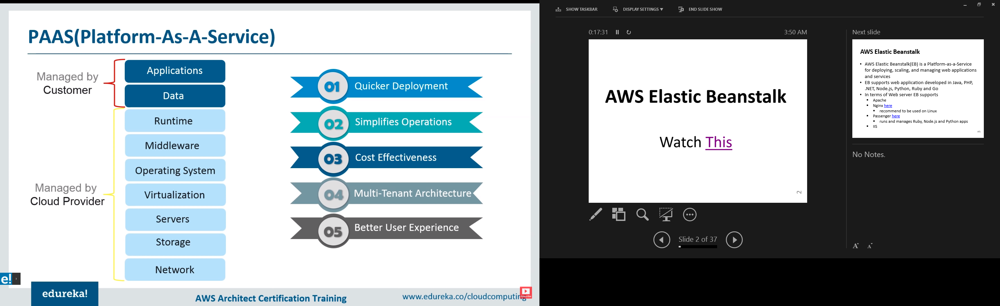 PAAS(Platform-As-A-Service)
Managed by
Customer
Applications
Data
Managed by
Cloud Provider
Runtime
Middleware
Operating System
Virtualization
Servers
Storage
Network
01 Quicker Deployment
02 Simplifies Operations
03 Cost Effectiveness
04 Multi-Tenant Architecture
05 Better User Experience
e!
edureka!
AWS Architect Certification Training
www.edureka.co/cloudcomputing
SHOW TASKBAR
DISPLAY SETTINGS ▼
END SLIDE SHOW
0:17:31
3:50 AM
AWS Elastic Beanstalk
Watch This
2
Slide 2 of 37
Next slide
AWS Elastic Beanstalk
• AWS Elastic Beanstalk(EB) is a Platform-as-a-Service
for deploying, scaling, and managing web applications
and services
• EB supports web application developed in Java, PHP,
.NET, Node.js, Python, Ruby and Go
• In terms of Web server EB supports
▪ Apache
▪ Nginx here
▪ recommend to be used on Linux
▪ Passenger here
▪ runs and manages Ruby, Node.js and Python apps
▪ IIS
3
No Notes.
A A